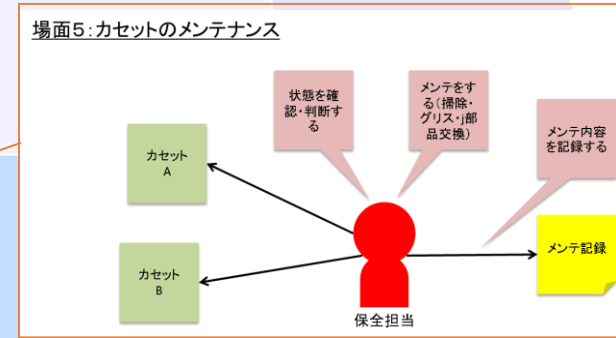 場面５：カセットのメンテナンス
状態を確
認・判断す
る
メンテをす
る（掃除・
グリス・j部
品交換）
メンテ内容
を記録する
カセット
A
カセット
B
メンテ記録
保全担当